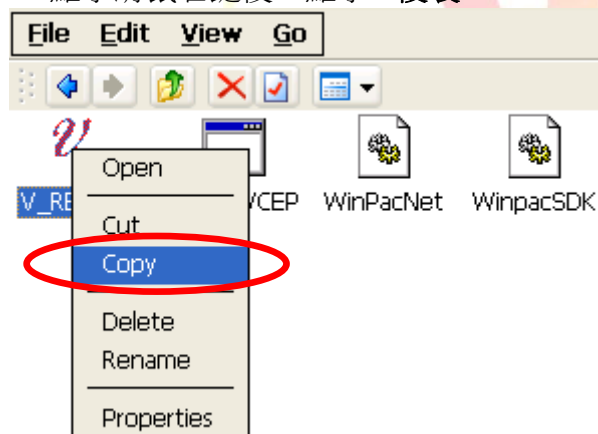 File Edit View Go
Open
V_RE VCEP WinPacNet WinpacSDK
Cut
Copy
Delete
Rename
Properties